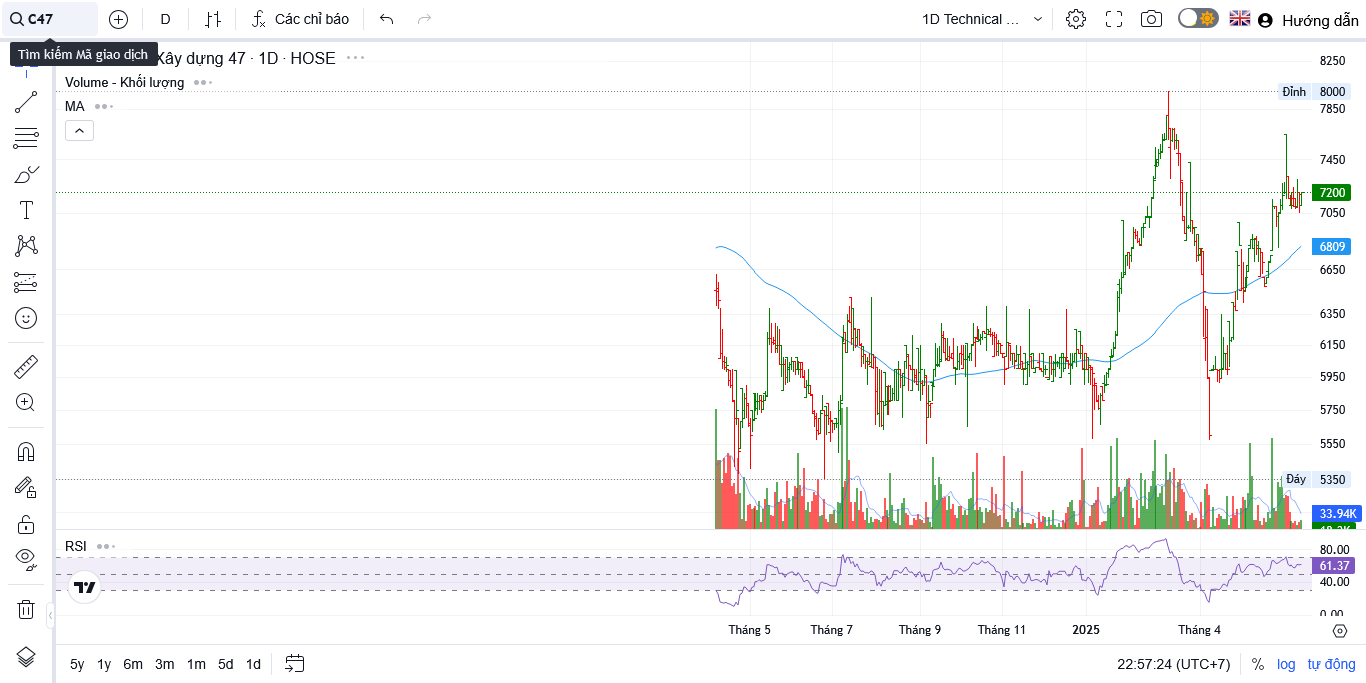 C47
D
Các chỉ báo
1D Technical ...
Hướng dẫn
Tìm kiếm Mã giao dịch
Xây dựng 47 · 1D · HOSE
Volume - Khối lượng
MA
8250
Đỉnh 8000
7850
7450
7200
7050
6809
6650
6350
6150
5950
5750
5550
Đáy 5350
33.94K
RSI
80.00
61.37
40.00
0.00
Tháng 5 Tháng 7 Tháng 9 Tháng 11 2025 Tháng 4
5y 1y 6m 3m 1m 5d 1d
22:57:24 (UTC+7) % log tự động